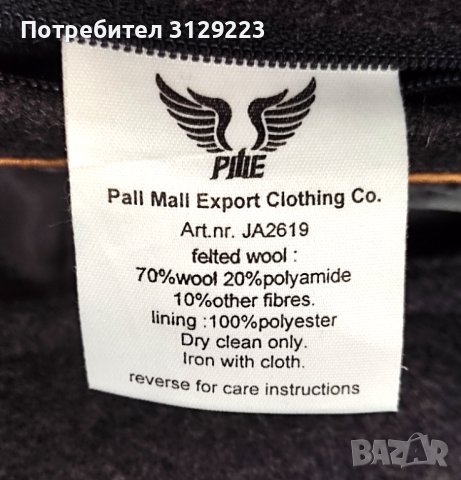 Потребител 3129223
PME
Pall Mall Export Clothing Co.
Art.nr. JA2619
felted wool :
70%wool 20%polyamide
10%other fibres.
lining :100%polyester
Dry clean only.
Iron with cloth.
reverse for care instructions
BAZAR